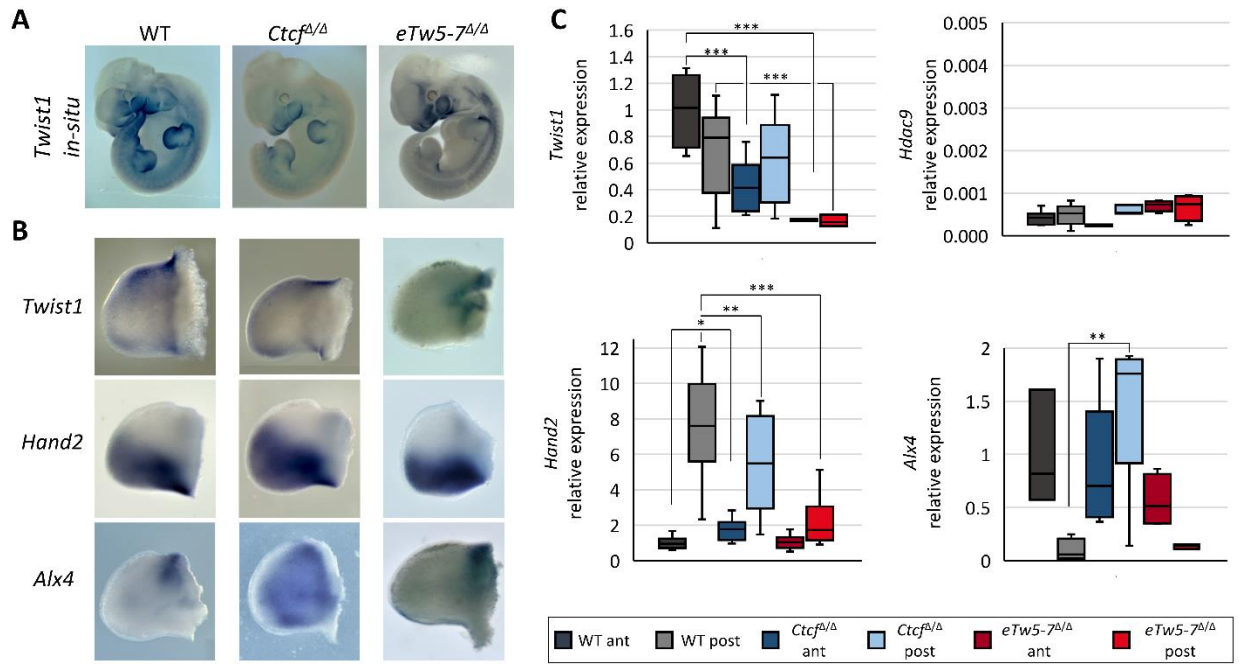 A
WT
Ctcf^Δ/Δ
eTw5-7^Δ/Δ
Twist1
in-situ
B
Twist1
Hand2
Alx4
C
Twist1
relative expression
1.6
1.4
1.2
1
0.8
0.6
0.4
0.2
0
***
***
***
Hdac9
relative expression
0.005
0.004
0.003
0.002
0.001
0.000
Hand2
relative expression
12
10
8
6
4
2
0
***
**
*
Alx4
relative expression
2
1.5
1
0.5
0
**
WT ant
WT post
Ctcf^Δ/Δ
ant
Ctcf^Δ/Δ
post
eTw5-7^Δ/Δ
ant
eTw5-7^Δ/Δ
post